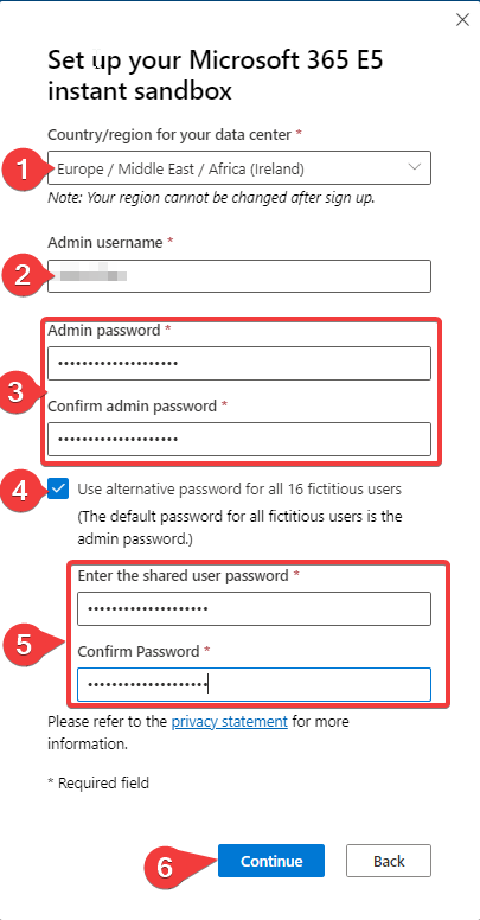 Set up your Microsoft 365 E5
instant sandbox
Country/region for your data center *
1
Europe / Middle East / Africa (Ireland)
Note: Your region cannot be changed after sign up.
Admin username *
2
Admin password *
••••••••••••••••••••
3
Confirm admin password *
••••••••••••••••••••
4
Use alternative password for all 16 fictitious users
(The default password for all fictitious users is the
admin password.)
Enter the shared user password *
••••••••••••••••••••
5
Confirm Password *
••••••••••••••••••••
Please refer to the privacy statement for more
information.
* Required field
6
Continue
Back